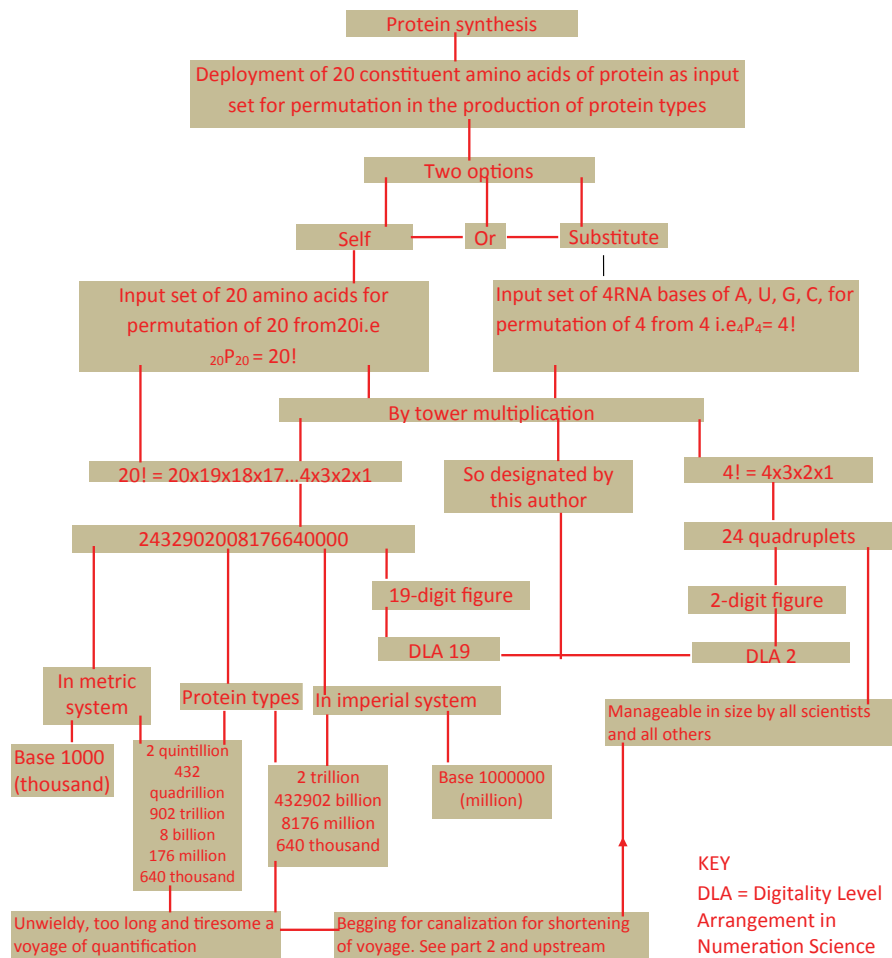 Protein synthesis
Deployment of 20 constituent amino acids of protein as input
set for permutation in the production of protein types
Two options
Self
Or
Substitute
Input set of 20 amino acids for
permutation of 20 from20i.e
₂₀P₂₀ = 20!
Input set of 4RNA bases of A, U, G, C, for
permutation of 4 from 4 i.e₄P₄= 4!
By tower multiplication
20! = 20x19x18x17...4x3x2x1
So designated by
this author
4! = 4x3x2x1
2432902008176640000
24 quadruplets
19-digit figure
2-digit figure
DLA 19
DLA 2
In metric
system
Protein types
In imperial system
Manageable in size by all scientists
and all others
Base 1000
(thousand)
2 quintillion
432
quadrillion
902 trillion
8 billion
176 million
640 thousand
2 trillion
432902 billion
8176 million
640 thousand
Base 1000000
(million)
KEY
DLA = Digitality Level
Arrangement in
Numeration Science
Unwieldy, too long and tiresome a
voyage of quantification
Begging for canalization for shortening
of voyage. See part 2 and upstream